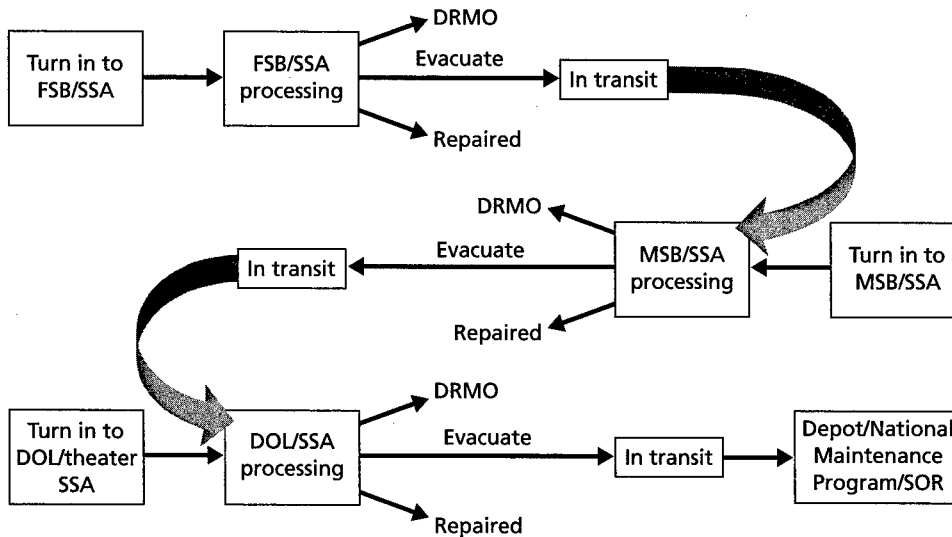 DRMO
Turn in to
FSB/SSA
FSB/SSA
processing
Evacuate
In transit
Repaired
DRMO
Evacuate
In transit
MSB/SSA
processing
Turn in to
MSB/SSA
Repaired
DRMO
Turn in to
DOL/theater
SSA
DOL/SSA
processing
Evacuate
In transit
Depot/National
Maintenance
Program/SOR
Repaired